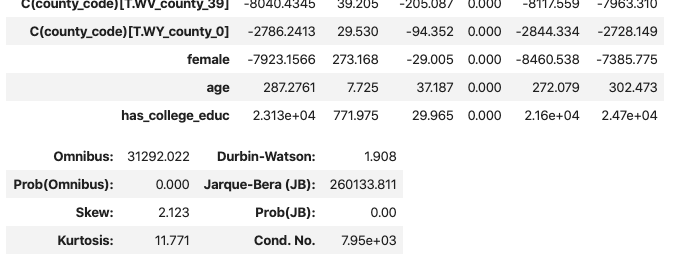 C(county_code)[T.WV_county_39] -8040.4345 39.205 -205.087 0.000 -8117.559 -7963.310
C(county_code)[T.WY_county_0] -2786.2413 29.530 -94.352 0.000 -2844.334 -2728.149
female -7923.1566 273.168 -29.005 0.000 -8460.538 -7385.775
age 287.2761 7.725 37.187 0.000 272.079 302.473
has_college_educ 2.313e+04 771.975 29.965 0.000 2.16e+04 2.47e+04
Omnibus: 31292.022 Durbin-Watson: 1.908
Prob(Omnibus): 0.000 Jarque-Bera (JB): 260133.811
Skew: 2.123 Prob(JB): 0.00
Kurtosis: 11.771 Cond. No. 7.95e+03